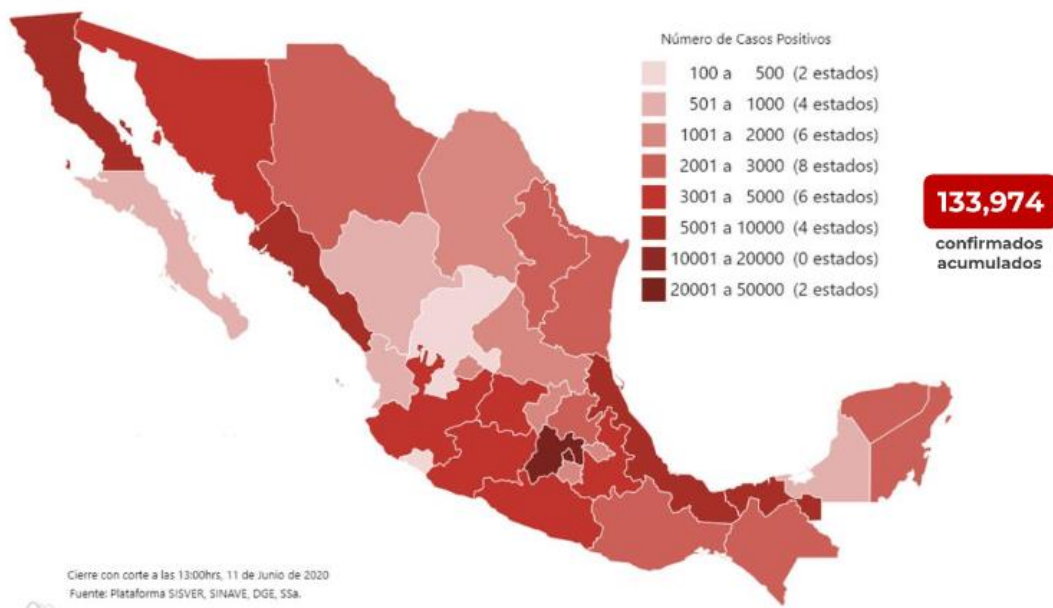 Número de Casos Positivos
100 a 500 (2 estados)
501 a 1000 (4 estados)
1001 a 2000 (6 estados)
2001 a 3000 (8 estados)
3001 a 5000 (6 estados)
5001 a 10000 (4 estados)
10001 a 20000 (0 estados)
20001 a 50000 (2 estados)
133,974
confirmados
acumulados
Cierre con corte a las 13:00hrs, 11 de Junio de 2020
Fuente: Plataforma SISVER, SINAVE, DGE, SSa.